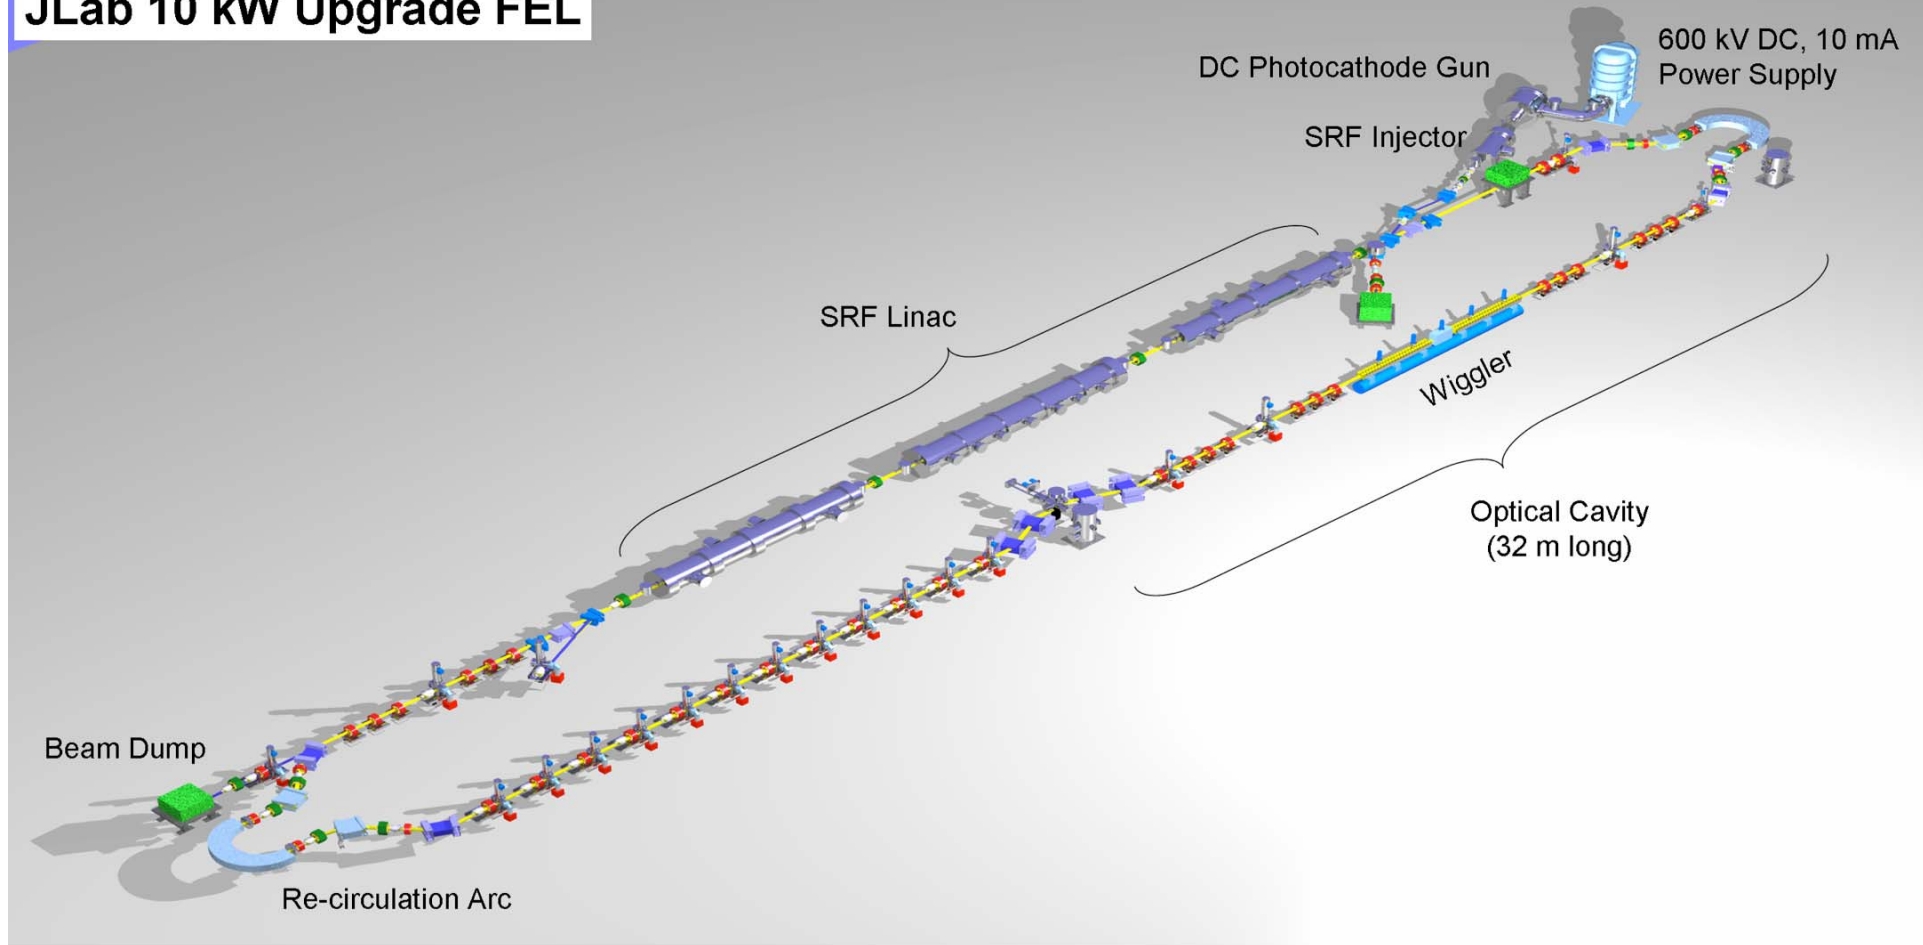 JLab 10 kW Upgrade FEL
600 kV DC, 10 mA
Power Supply
DC Photocathode Gun
SRF Injector
SRF Linac
Wiggler
Optical Cavity
(32 m long)
Beam Dump
Re-circulation Arc